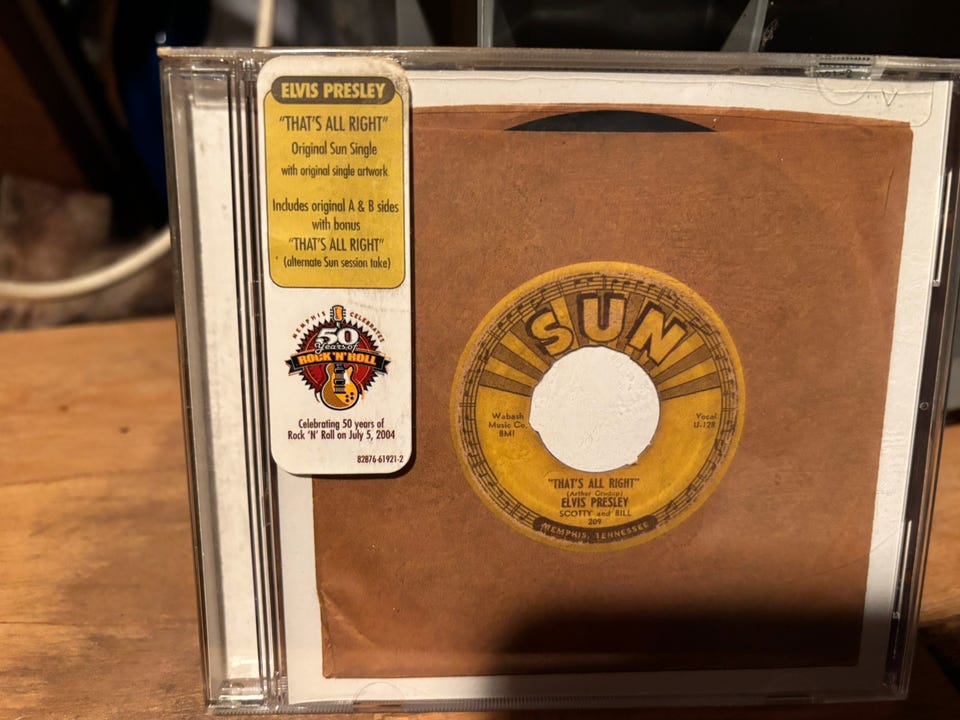 ELVIS PRESLEY
"THAT'S ALL RIGHT"
Original Sun Single
with original single artwork
Includes original A & B sides
with bonus
"THAT'S ALL RIGHT"
(alternate Sun session take)
MEMPHIS CELEBRATES
50
Years of
ROCK 'N' ROLL
Celebrating 50 years of
Rock 'N' Roll on July 5, 2004
82876-61921-2
SUN
Wabash
Music Co.
BMI
Vocal
U-128
"THAT'S ALL RIGHT"
(Arthur Crudup)
ELVIS PRESLEY
SCOTTY and BILL
209
MEMPHIS, TENNESSEE